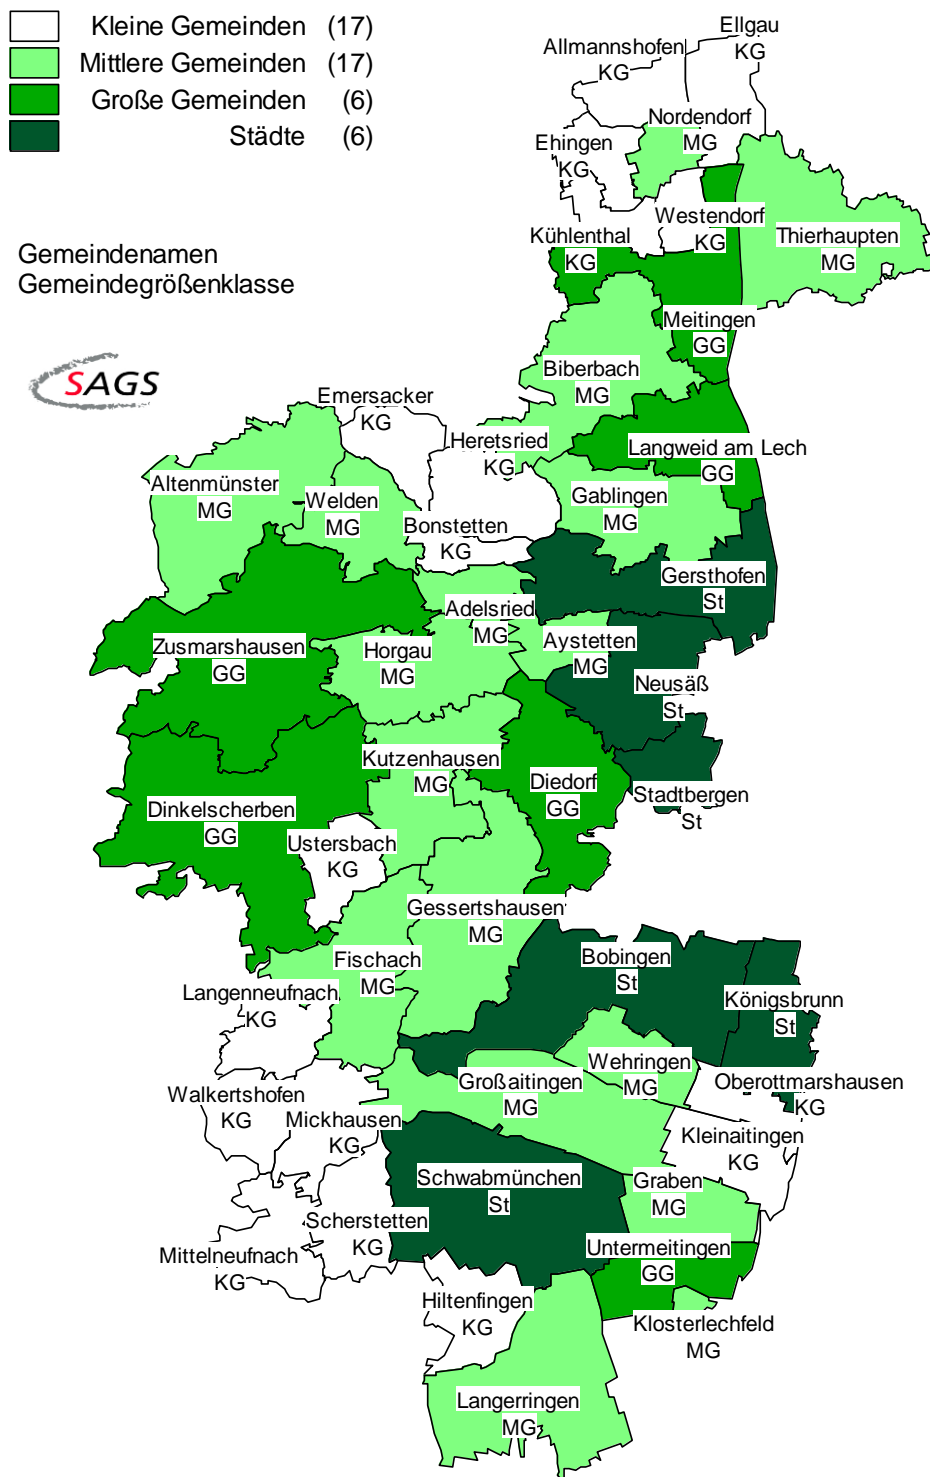 Kleine Gemeinden (17)
Mittlere Gemeinden (17)
Große Gemeinden (6)
Städte (6)
Gemeindenamen
Gemeindegrößenklasse
SAGS
Ellgau
KG
Allmannshofen
KG
Nordendorf
MG
Ehingen
KG
Westendorf
KG
Kühlenthal
KG
Thierhaupten
MG
Meitingen
GG
Biberbach
MG
Emersacker
KG
Heretsried
KG
Langweid am Lech
GG
Altenmünster
MG
Welden
MG
Gablingen
MG
Bonstetten
KG
Gersthofen
St
Adelsried
MG
Zusmarshausen
GG
Horgau
MG
Aystetten
MG
Neusäß
St
Kutzenhausen
MG
Diedorf
GG
Stadtbergen
St
Dinkelscherben
GG
Ustersbach
KG
Gessertshausen
MG
Fischach
MG
Bobingen
St
Langenneufnach
KG
Königsbrunn
St
Wehringen
MG
Großaitingen
MG
Oberottmarshausen
KG
Walkertshofen
KG
Mickhausen
KG
Kleinaitingen
KG
Schwabmünchen
St
Graben
MG
Scherstetten
KG
Mittelneufnach
KG
Untermeitingen
GG
Hiltenfingen
KG
Klosterlechfeld
MG
Langerringen
MG